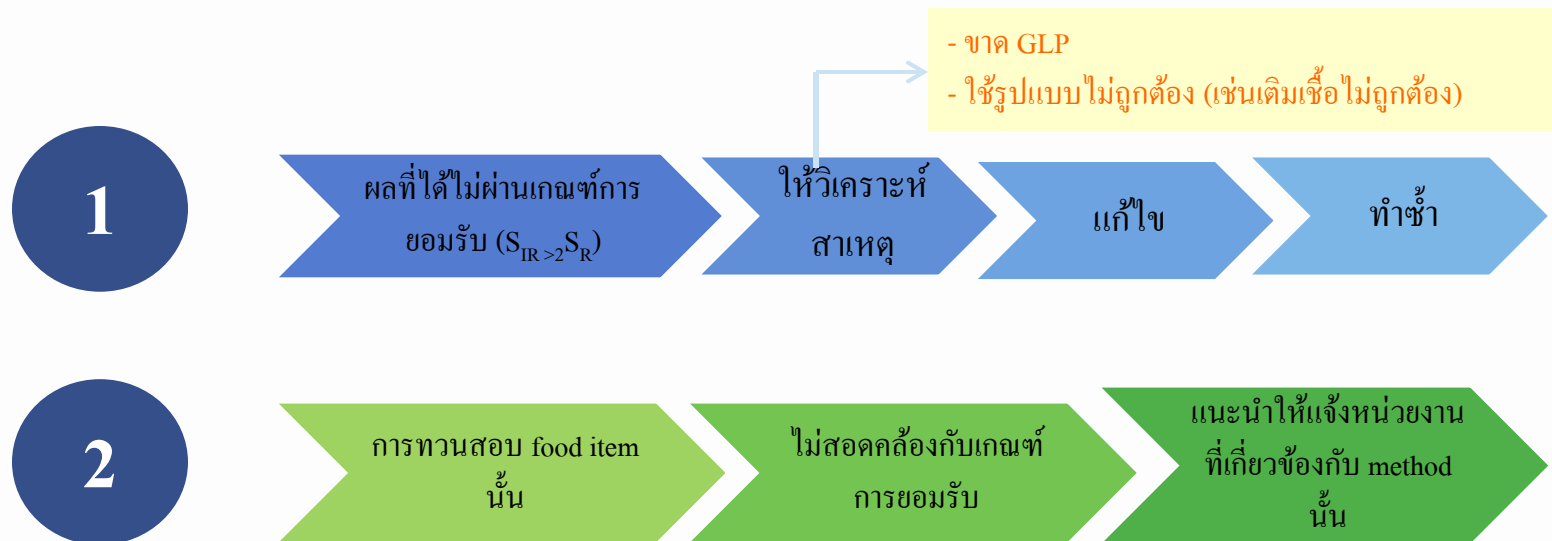 - ขาด GLP
- ใช้รูปแบบไม่ถูกต้อง (เช่นเติมเชื้อไม่ถูกต้อง)
1
ผลที่ได้ไม่ผ่านเกณฑ์การ
ยอมรับ (S_IR >2 S_R)
ให้วิเคราะห์
สาเหตุ
แก้ไข
ทำซ้ำ
2
การทวนสอบ food item
นั้น
ไม่สอดคล้องกับเกณฑ์
การยอมรับ
แนะนำให้แจ้งหน่วยงาน
ที่เกี่ยวข้องกับ method
นั้น